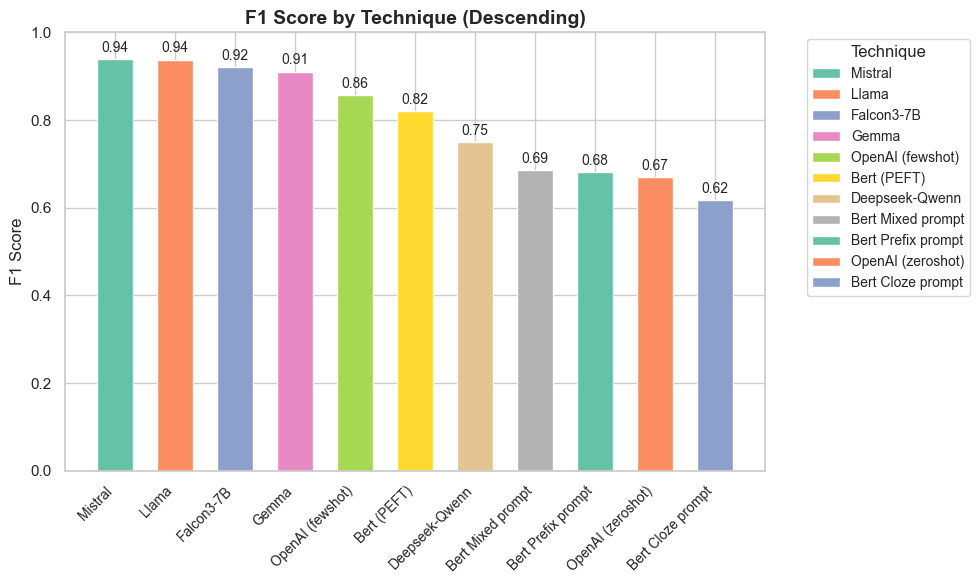 F1 Score by Technique (Descending)
F1 Score
1.0
0.8
0.6
0.4
0.2
0.0
0.94
0.94
0.92
0.91
0.86
0.82
0.75
0.69
0.68
0.67
0.62
Mistral
Llama
Falcon3-7B
Gemma
OpenAI (fewshot)
Bert (PEFT)
Deepseek-Qwenn
Bert Mixed prompt
Bert Prefix prompt
OpenAI (zeroshot)
Bert Cloze prompt
Technique
Mistral
Llama
Falcon3-7B
Gemma
OpenAI (fewshot)
Bert (PEFT)
Deepseek-Qwenn
Bert Mixed prompt
Bert Prefix prompt
OpenAI (zeroshot)
Bert Cloze prompt